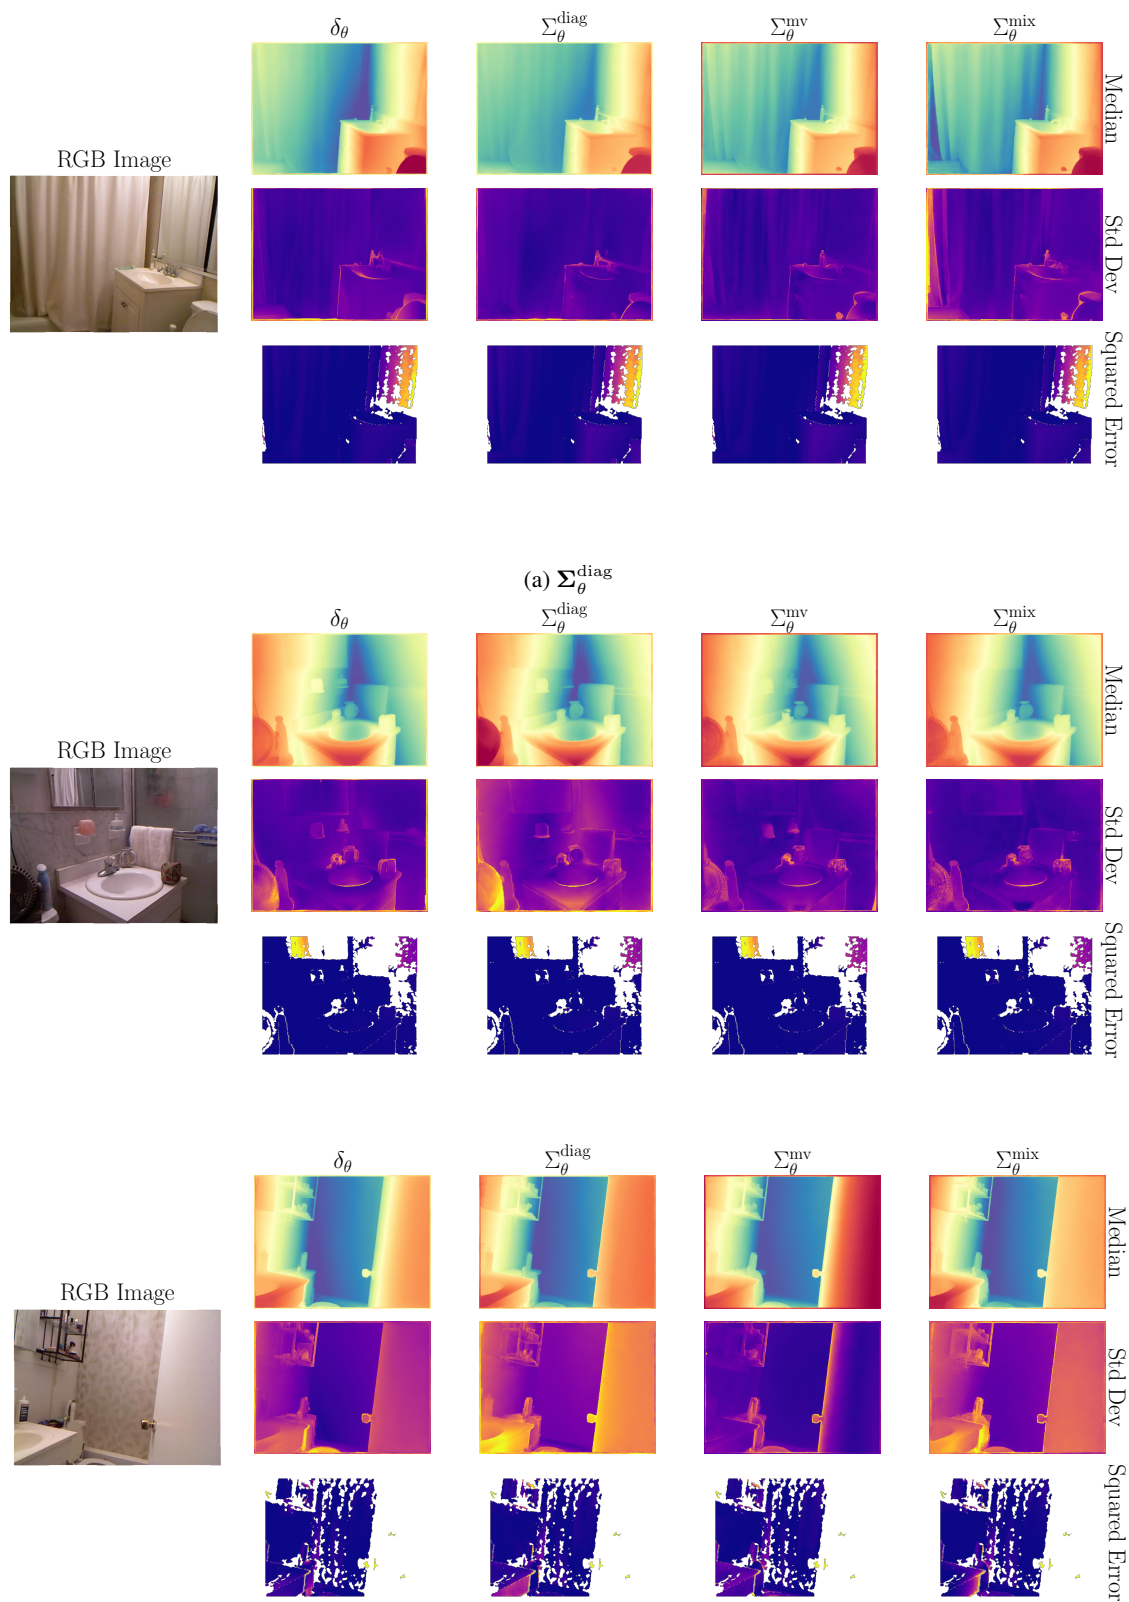 δ_θ Σ_θ^diag Σ_θ^mv Σ_θ^mix
Median
RGB Image
Std Dev
Squared Error
(a) Σ_θ^diag
δ_θ Σ_θ^diag Σ_θ^mv Σ_θ^mix
Median
RGB Image
Std Dev
Squared Error
δ_θ Σ_θ^diag Σ_θ^mv Σ_θ^mix
Median
RGB Image
Std Dev
Squared Error